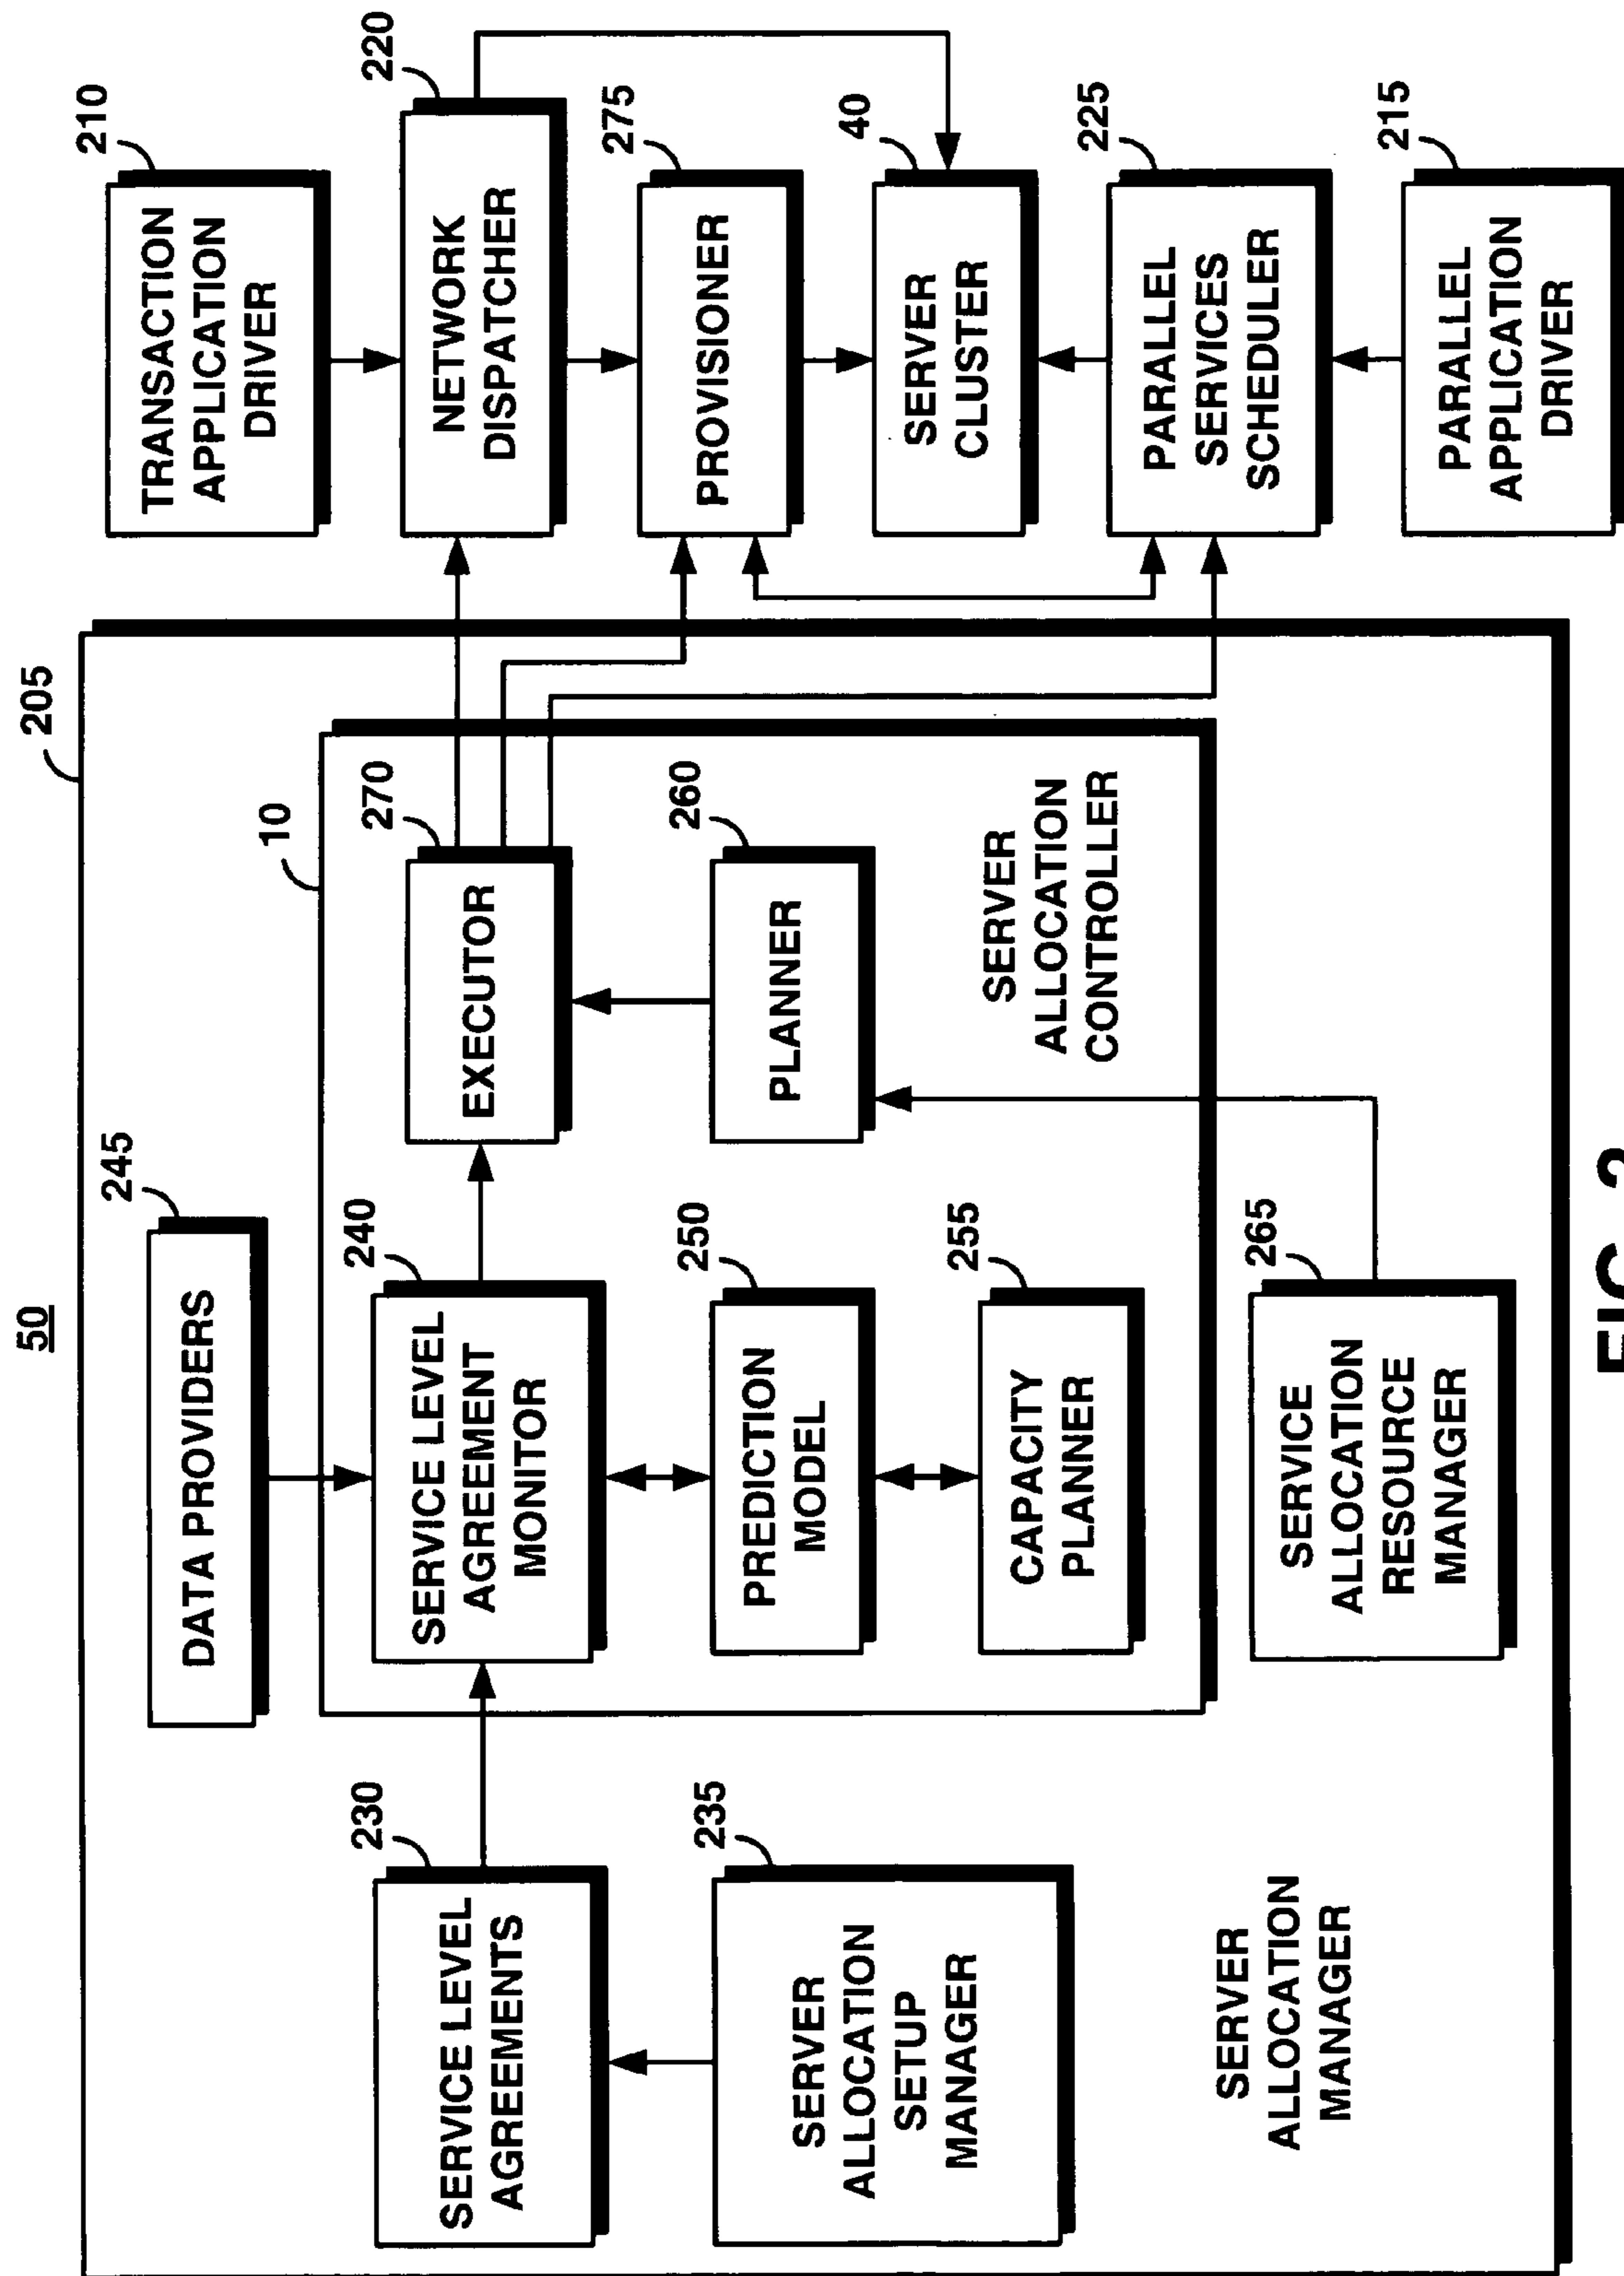 50
205
DATA PROVIDERS
245
10
SERVICE LEVEL
AGREEMENTS
230
SERVER
ALLOCATION
SETUP
MANAGER
235
SERVICE LEVEL
AGREEMENT
MONITOR
240
PREDICTION
MODEL
250
CAPACITY
PLANNER
255
EXECUTOR
270
PLANNER
260
SERVER
ALLOCATION
CONTROLLER
SERVICE
ALLOCATION
RESOURCE
MANAGER
265
SERVER
ALLOCATION
MANAGER
TRANSACTION
APPLICATION
DRIVER
210
NETWORK
DISPATCHER
220
PROVISIONER
275
SERVER
CLUSTER
40
PARALLEL
SERVICES
SCHEDULER
225
PARALLEL
APPLICATION
DRIVER
215